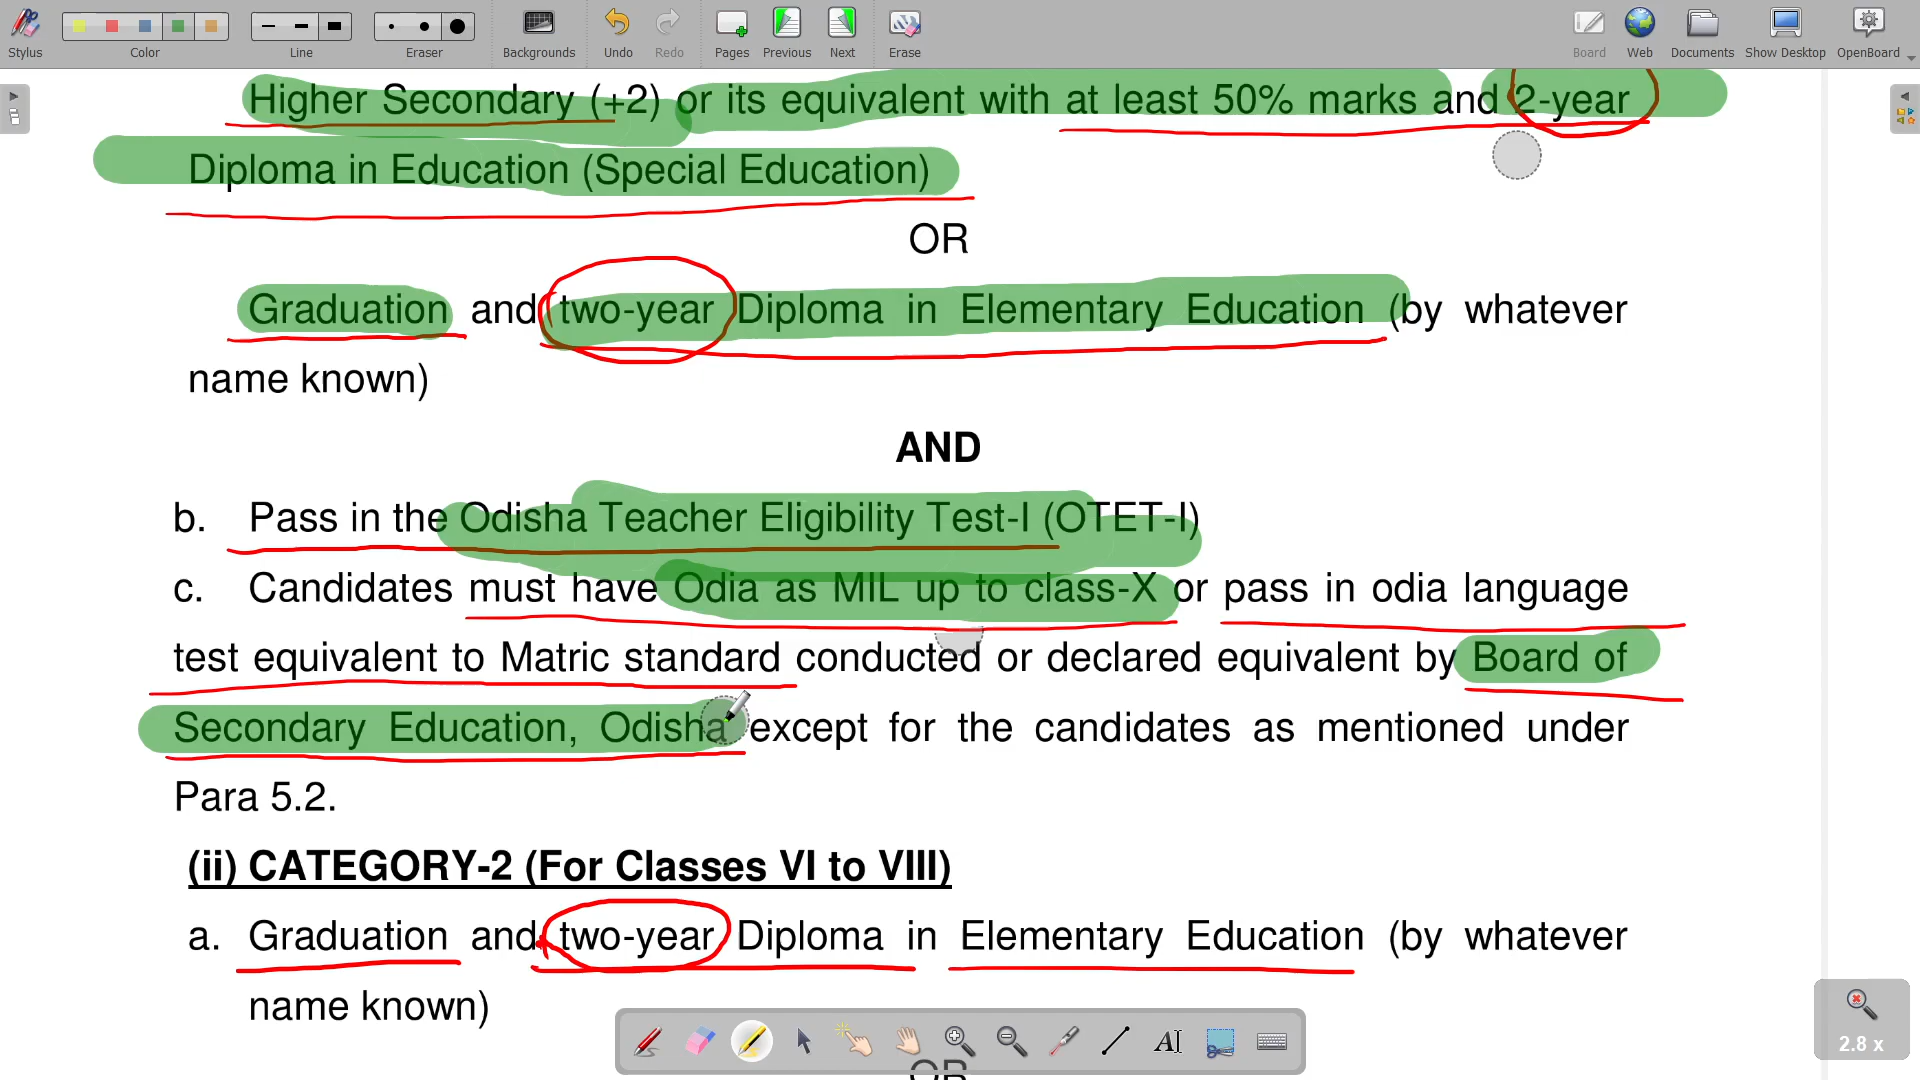 Stylus
Color
Line
Eraser
Backgrounds
Undo
Redo
Pages
Previous
Next
Erase
Board
Web
Documents
Show Desktop
OpenBoard
Higher Secondary (+2) or its equivalent with at least 50% marks and 2-year
Diploma in Education (Special Education)
OR
Graduation and two-year Diploma in Elementary Education (by whatever
name known)
AND
b. Pass in the Odisha Teacher Eligibility Test-I (OTET-I)
c. Candidates must have Odia as MIL up to class-X or pass in odia language
test equivalent to Matric standard conducted or declared equivalent by Board of
Secondary Education, Odisha except for the candidates as mentioned under
Para 5.2.
(ii) CATEGORY-2 (For Classes VI to VIII)
a. Graduation and two-year Diploma in Elementary Education (by whatever
name known)
OR
2.8 x